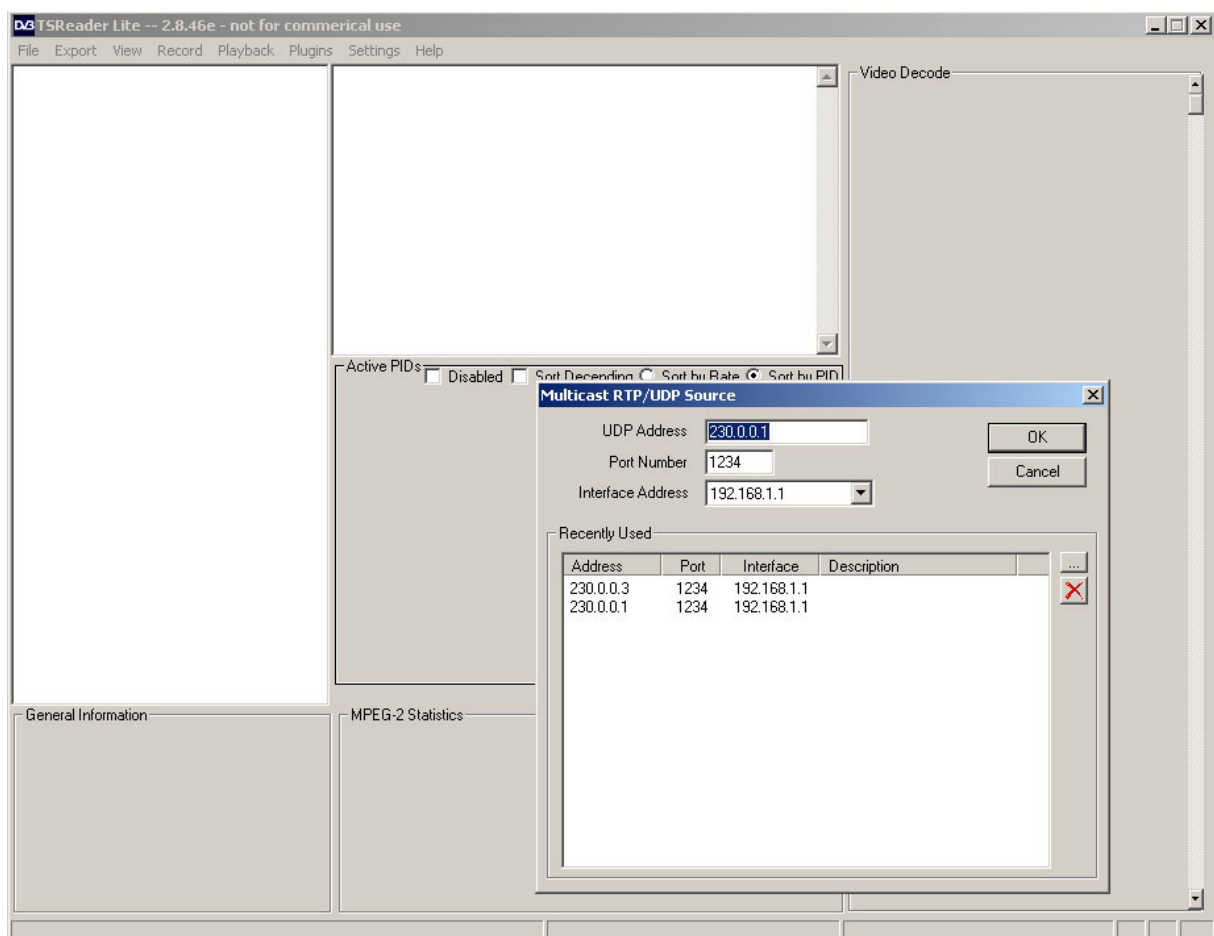 DVB TSReader Lite -- 2.8.46e - not for commerical use
File Export View Record Playback Plugins Settings Help
Video Decode
Active PIDs
Disabled Sort Decending Sort by Rate Sort by PID
Multicast RTP/UDP Source
UDP Address 230.0.0.1
OK
Port Number 1234
Cancel
Interface Address 192.168.1.1
Recently Used
Address Port Interface Description
...
230.0.0.3 1234 192.168.1.1
230.0.0.1 1234 192.168.1.1
General Information
MPEG-2 Statistics